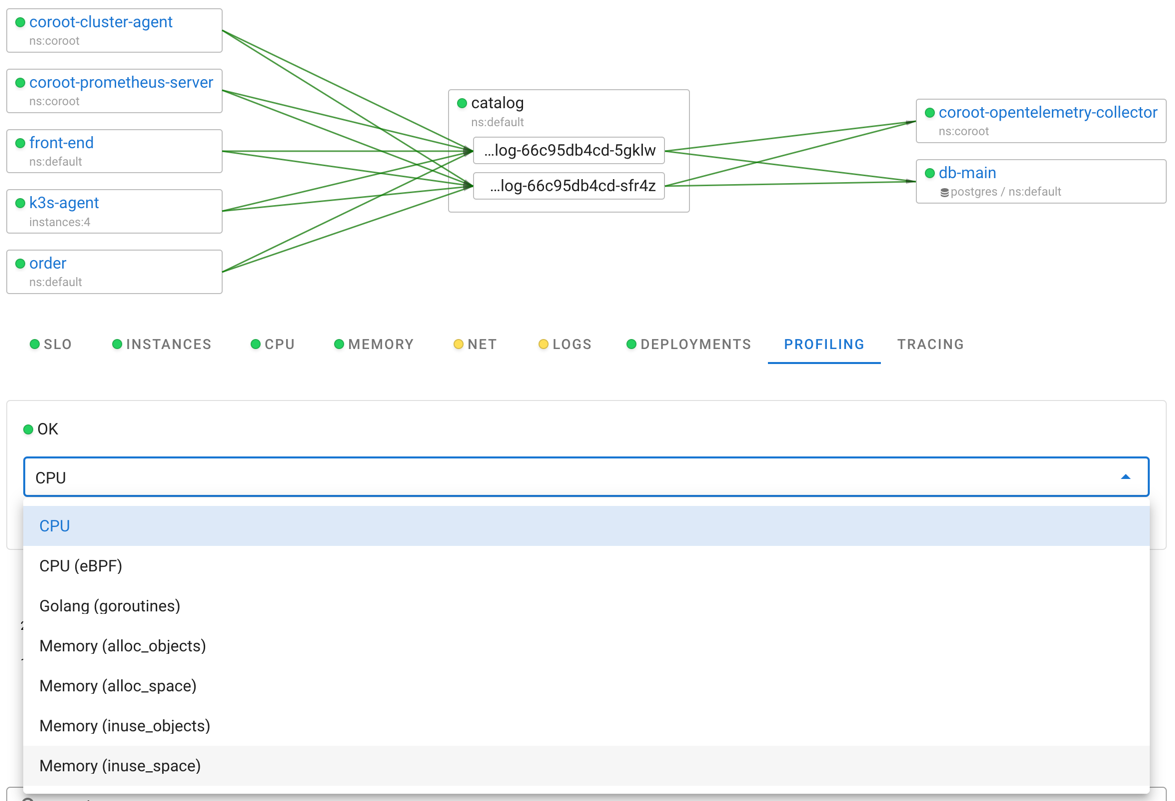 coroot-cluster-agent
ns:coroot
coroot-prometheus-server
ns:coroot
front-end
ns:default
k3s-agent
instances:4
order
ns:default
catalog
ns:default
...log-66c95db4cd-5gklw
...log-66c95db4cd-sfr4z
coroot-opentelemetry-collector
ns:coroot
db-main
postgres / ns:default
SLO INSTANCES CPU MEMORY NET LOGS DEPLOYMENTS PROFILING TRACING
OK
CPU
CPU
CPU (eBPF)
Golang (goroutines)
Memory (alloc_objects)
Memory (alloc_space)
Memory (inuse_objects)
Memory (inuse_space)